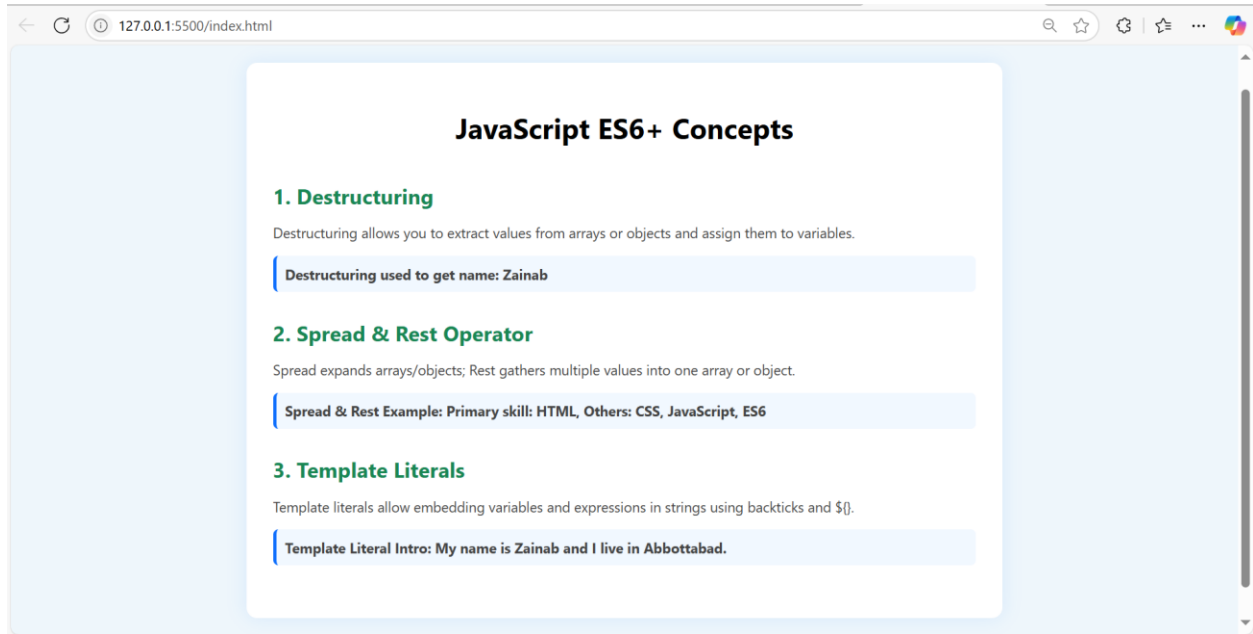 127.0.0.1:5500/index.html
JavaScript ES6+ Concepts
1. Destructuring
Destructuring allows you to extract values from arrays or objects and assign them to variables.
Destructuring used to get name: Zainab
2. Spread & Rest Operator
Spread expands arrays/objects; Rest gathers multiple values into one array or object.
Spread & Rest Example: Primary skill: HTML, Others: CSS, JavaScript, ES6
3. Template Literals
Template literals allow embedding variables and expressions in strings using backticks and ${}.
Template Literal Intro: My name is Zainab and I live in Abbottabad.